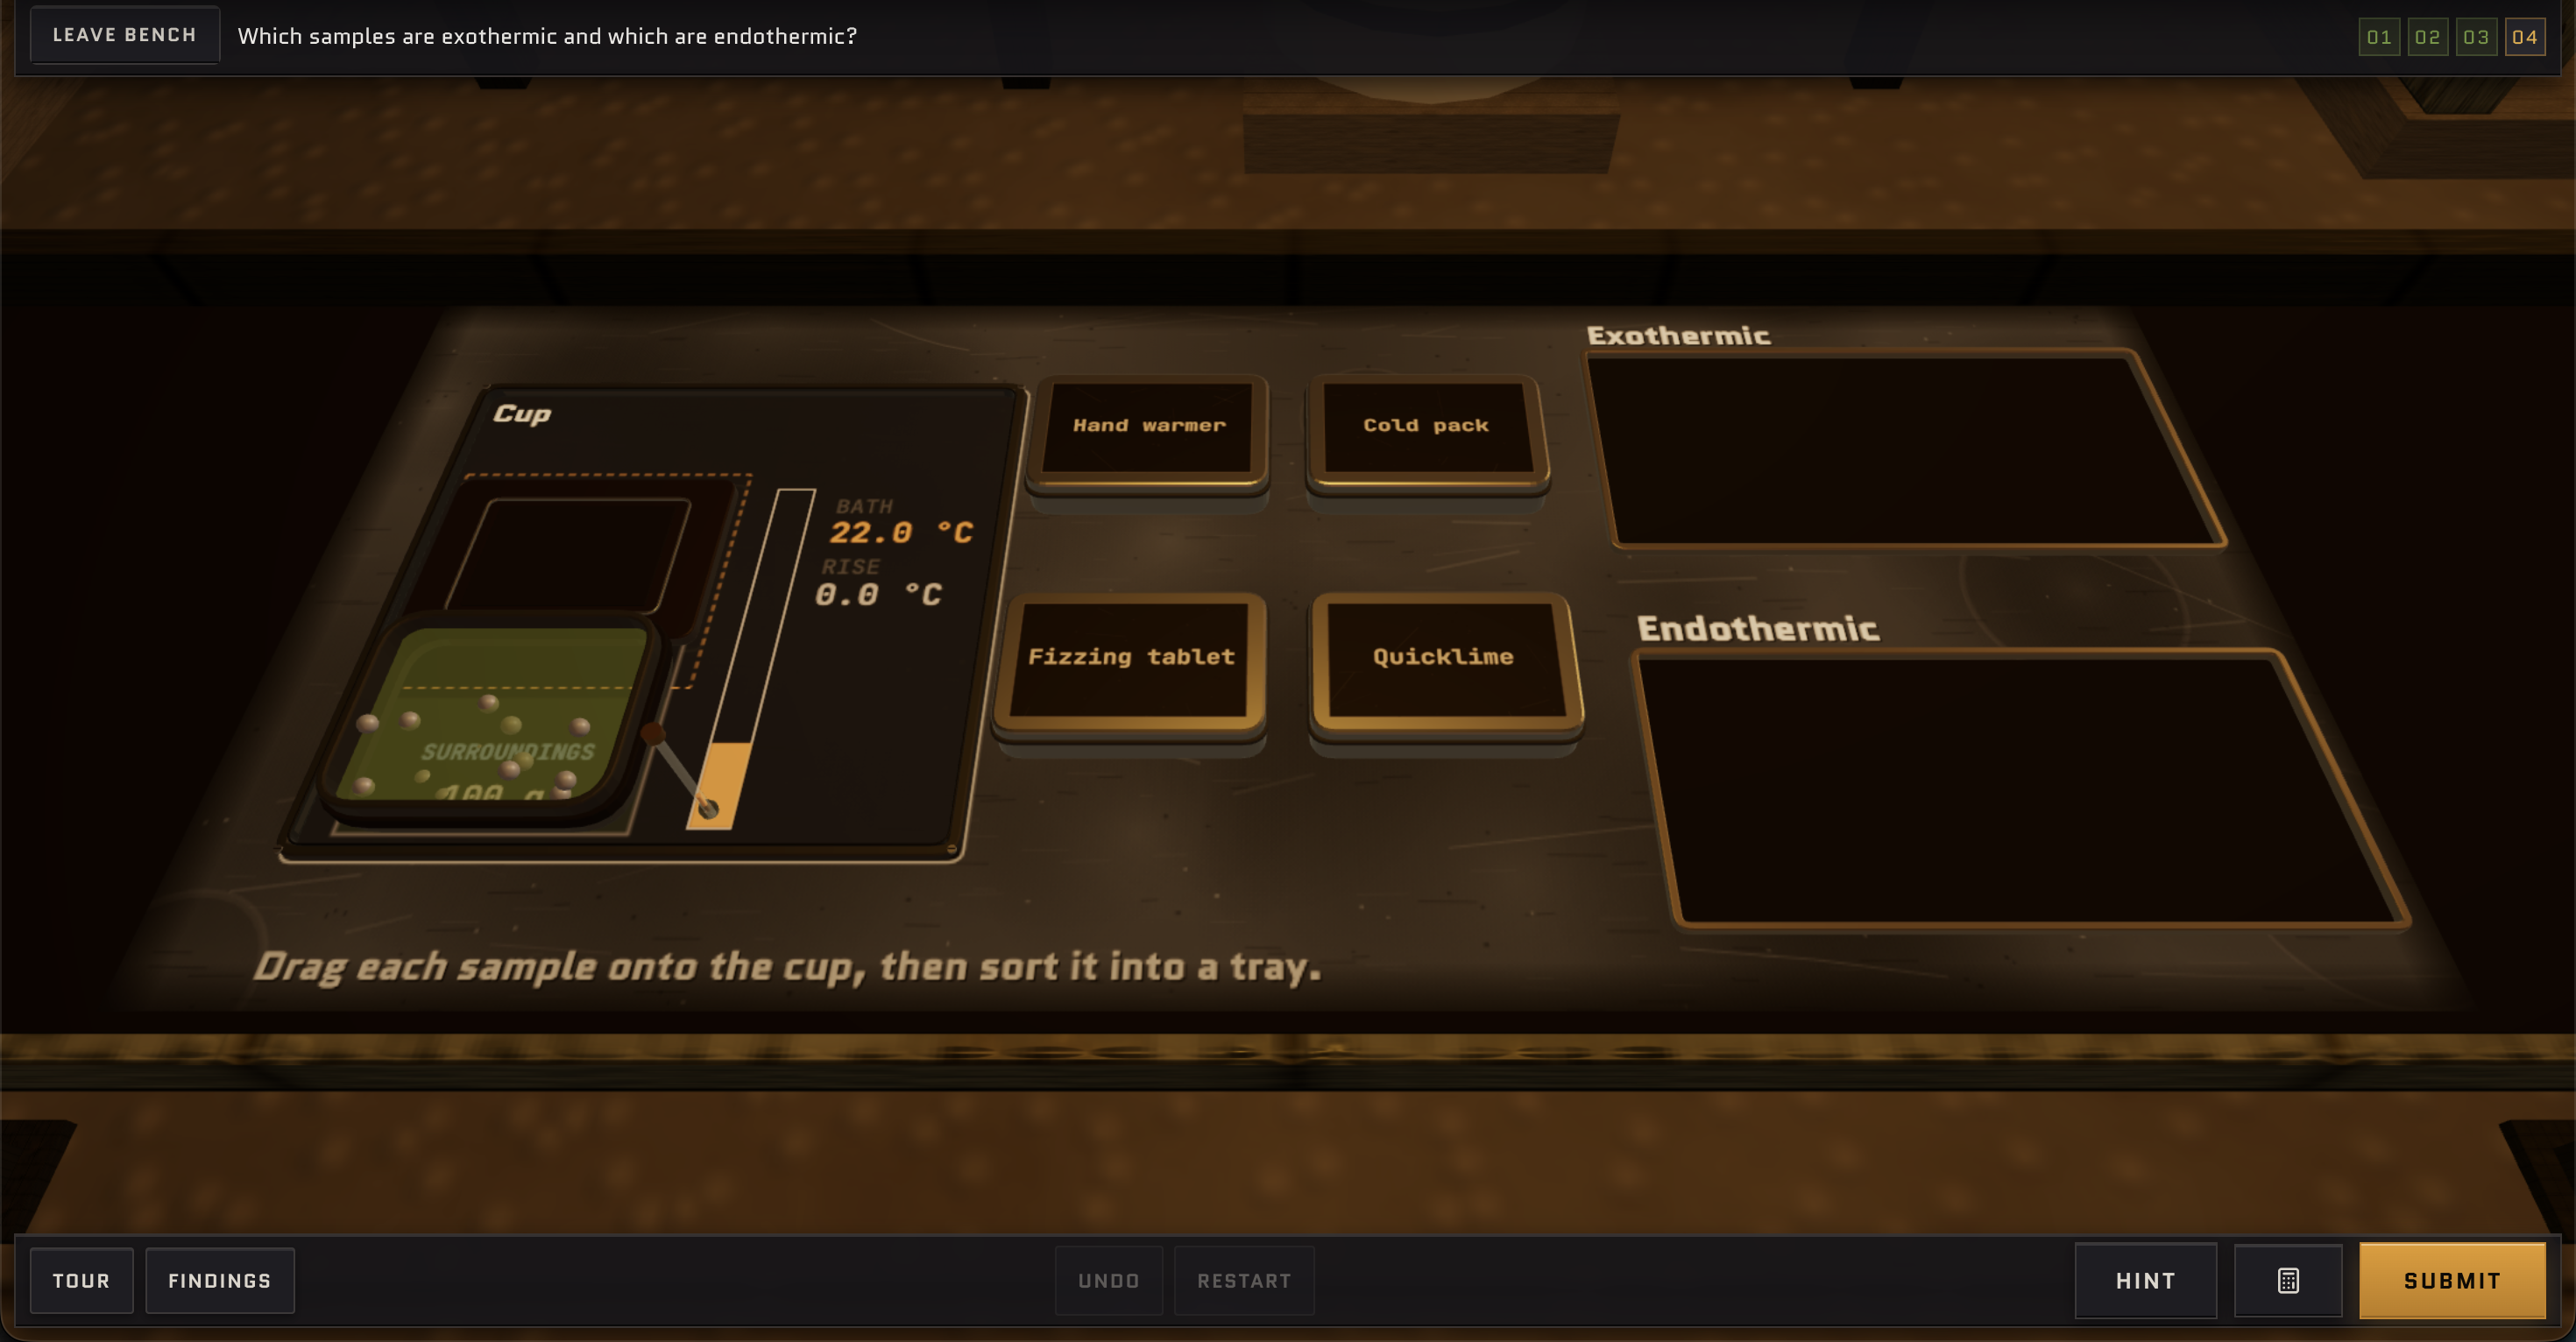 LEAVE BENCH
Which samples are exothermic and which are endothermic?
01 02 03 04
Exothermic
Cup
Hand warmer
Cold pack
BATH
22.0 °C
RISE
0.0 °C
Endothermic
Fizzing tablet
Quicklime
SURROUNDINGS
100 g
Drag each sample onto the cup, then sort it into a tray.
TOUR
FINDINGS
UNDO
RESTART
HINT
SUBMIT